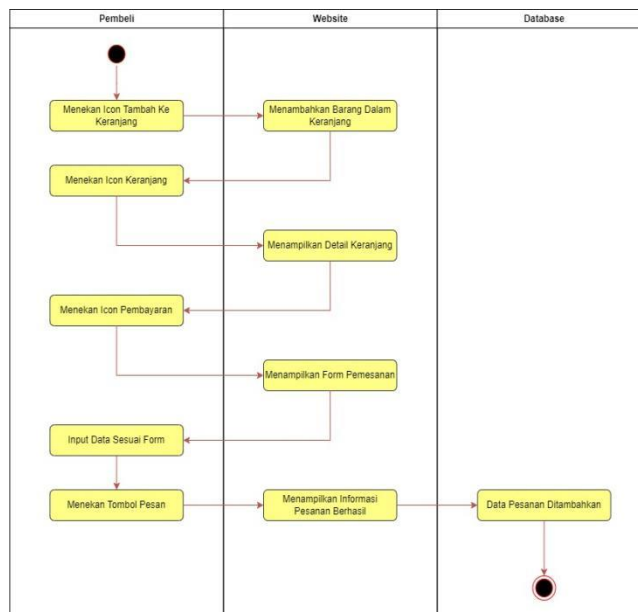 Pembeli
Website
Database
Menekan Icon Tambah Ke
Keranjang
Menambahkan Barang Dalam
Keranjang
Menekan Icon Keranjang
Menampilkan Detail Keranjang
Menekan Icon Pembayaran
Menampilkan Form Pemesanan
Input Data Sesuai Form
Menekan Tombol Pesan
Menampilkan Informasi
Pesanan Berhasil
Data Pesanan Ditambahkan